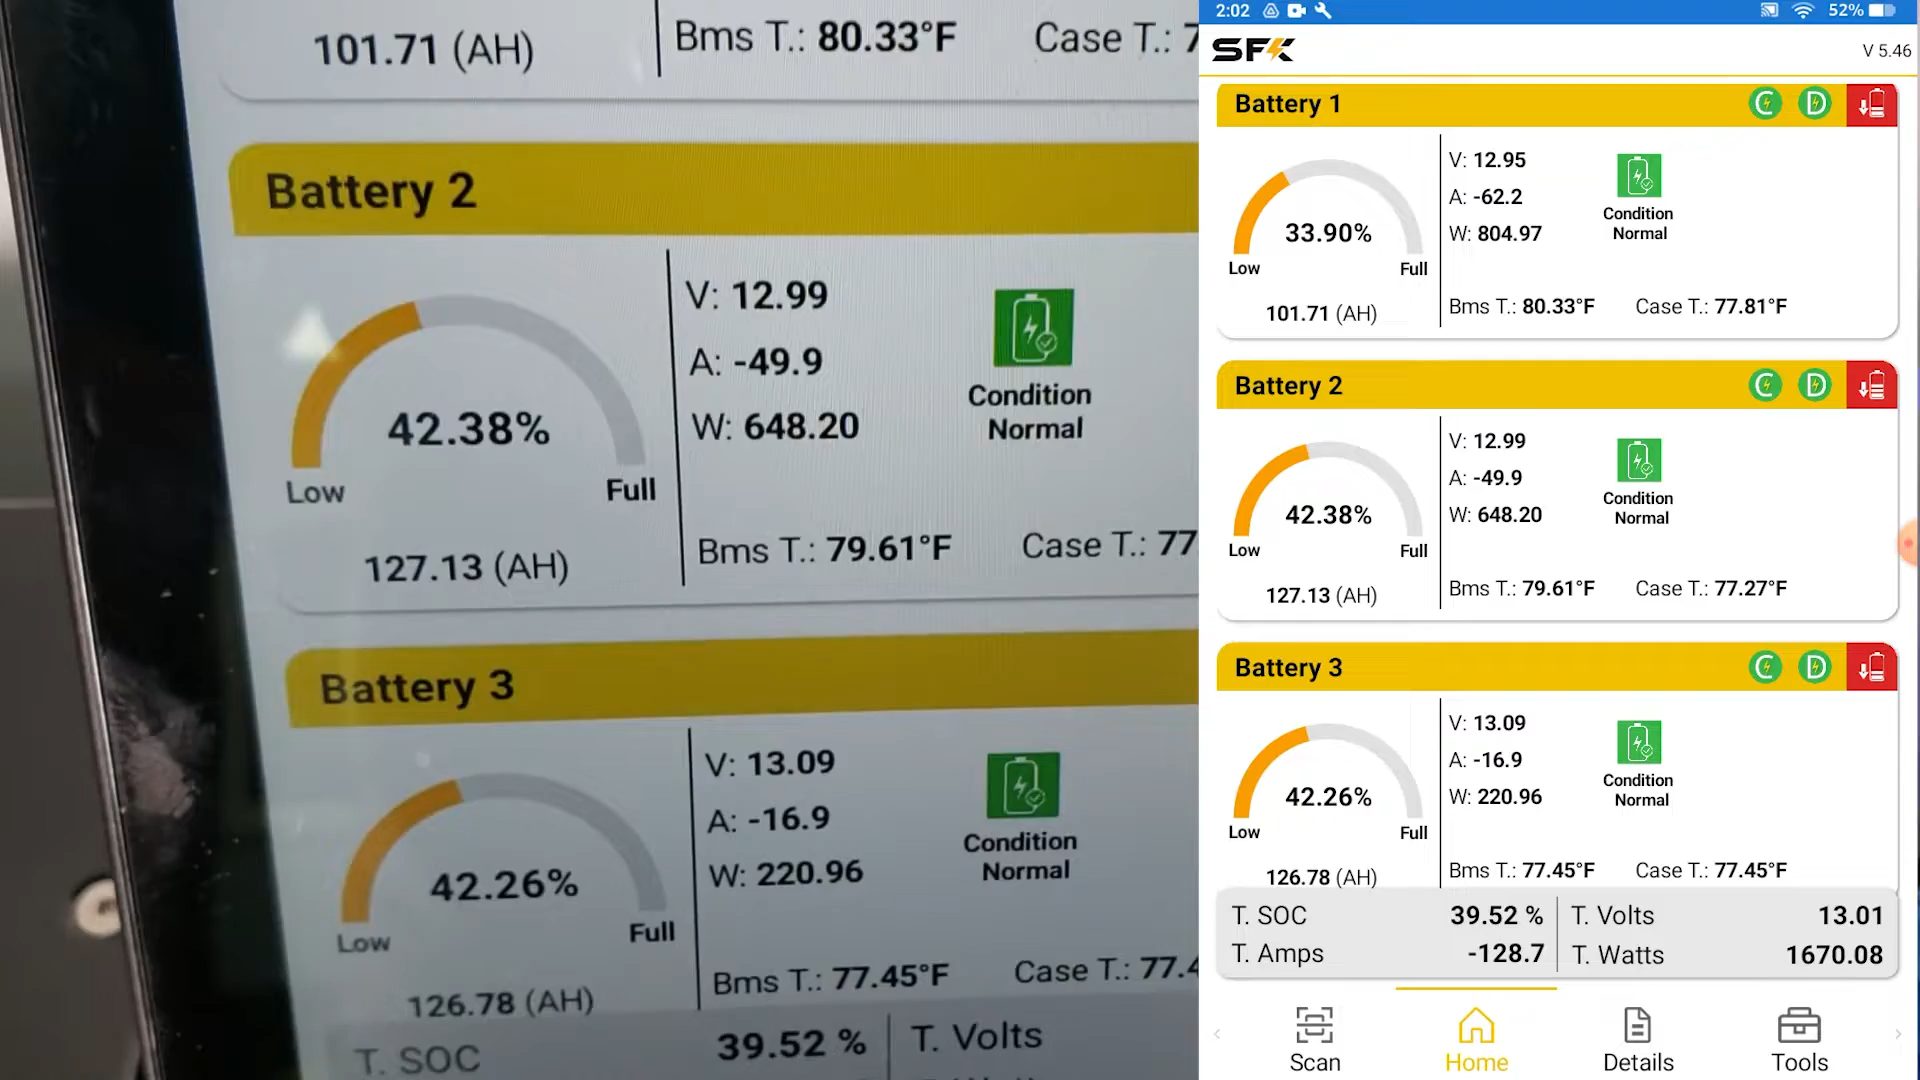 101.71 (AH)
Bms T.: 80.33°F
Case T.: 7
Battery 2
V: 12.99
A: -49.9
42.38%
W: 648.20
Condition
Normal
Low
Full
127.13 (AH)
Bms T.: 79.61°F
Case T.: 77
Battery 3
V: 13.09
A: -16.9
42.26%
W: 220.96
Condition
Normal
Low
Full
126.78 (AH)
Bms T.: 77.45°F
Case T.: 77.4
T. SOC
39.52 %
T. Volts
2:02
52%
SFK
V 5.46
Battery 1
C
D
V: 12.95
A: -62.2
33.90%
W: 804.97
Condition
Normal
Low
Full
101.71 (AH)
Bms T.: 80.33°F
Case T.: 77.81°F
Battery 2
C
D
V: 12.99
A: -49.9
42.38%
W: 648.20
Condition
Normal
Low
Full
127.13 (AH)
Bms T.: 79.61°F
Case T.: 77.27°F
Battery 3
C
D
V: 13.09
A: -16.9
42.26%
W: 220.96
Condition
Normal
Low
Full
126.78 (AH)
Bms T.: 77.45°F
Case T.: 77.45°F
T. SOC
39.52 %
T. Volts
13.01
T. Amps
-128.7
T. Watts
1670.08
Scan
Home
Details
Tools